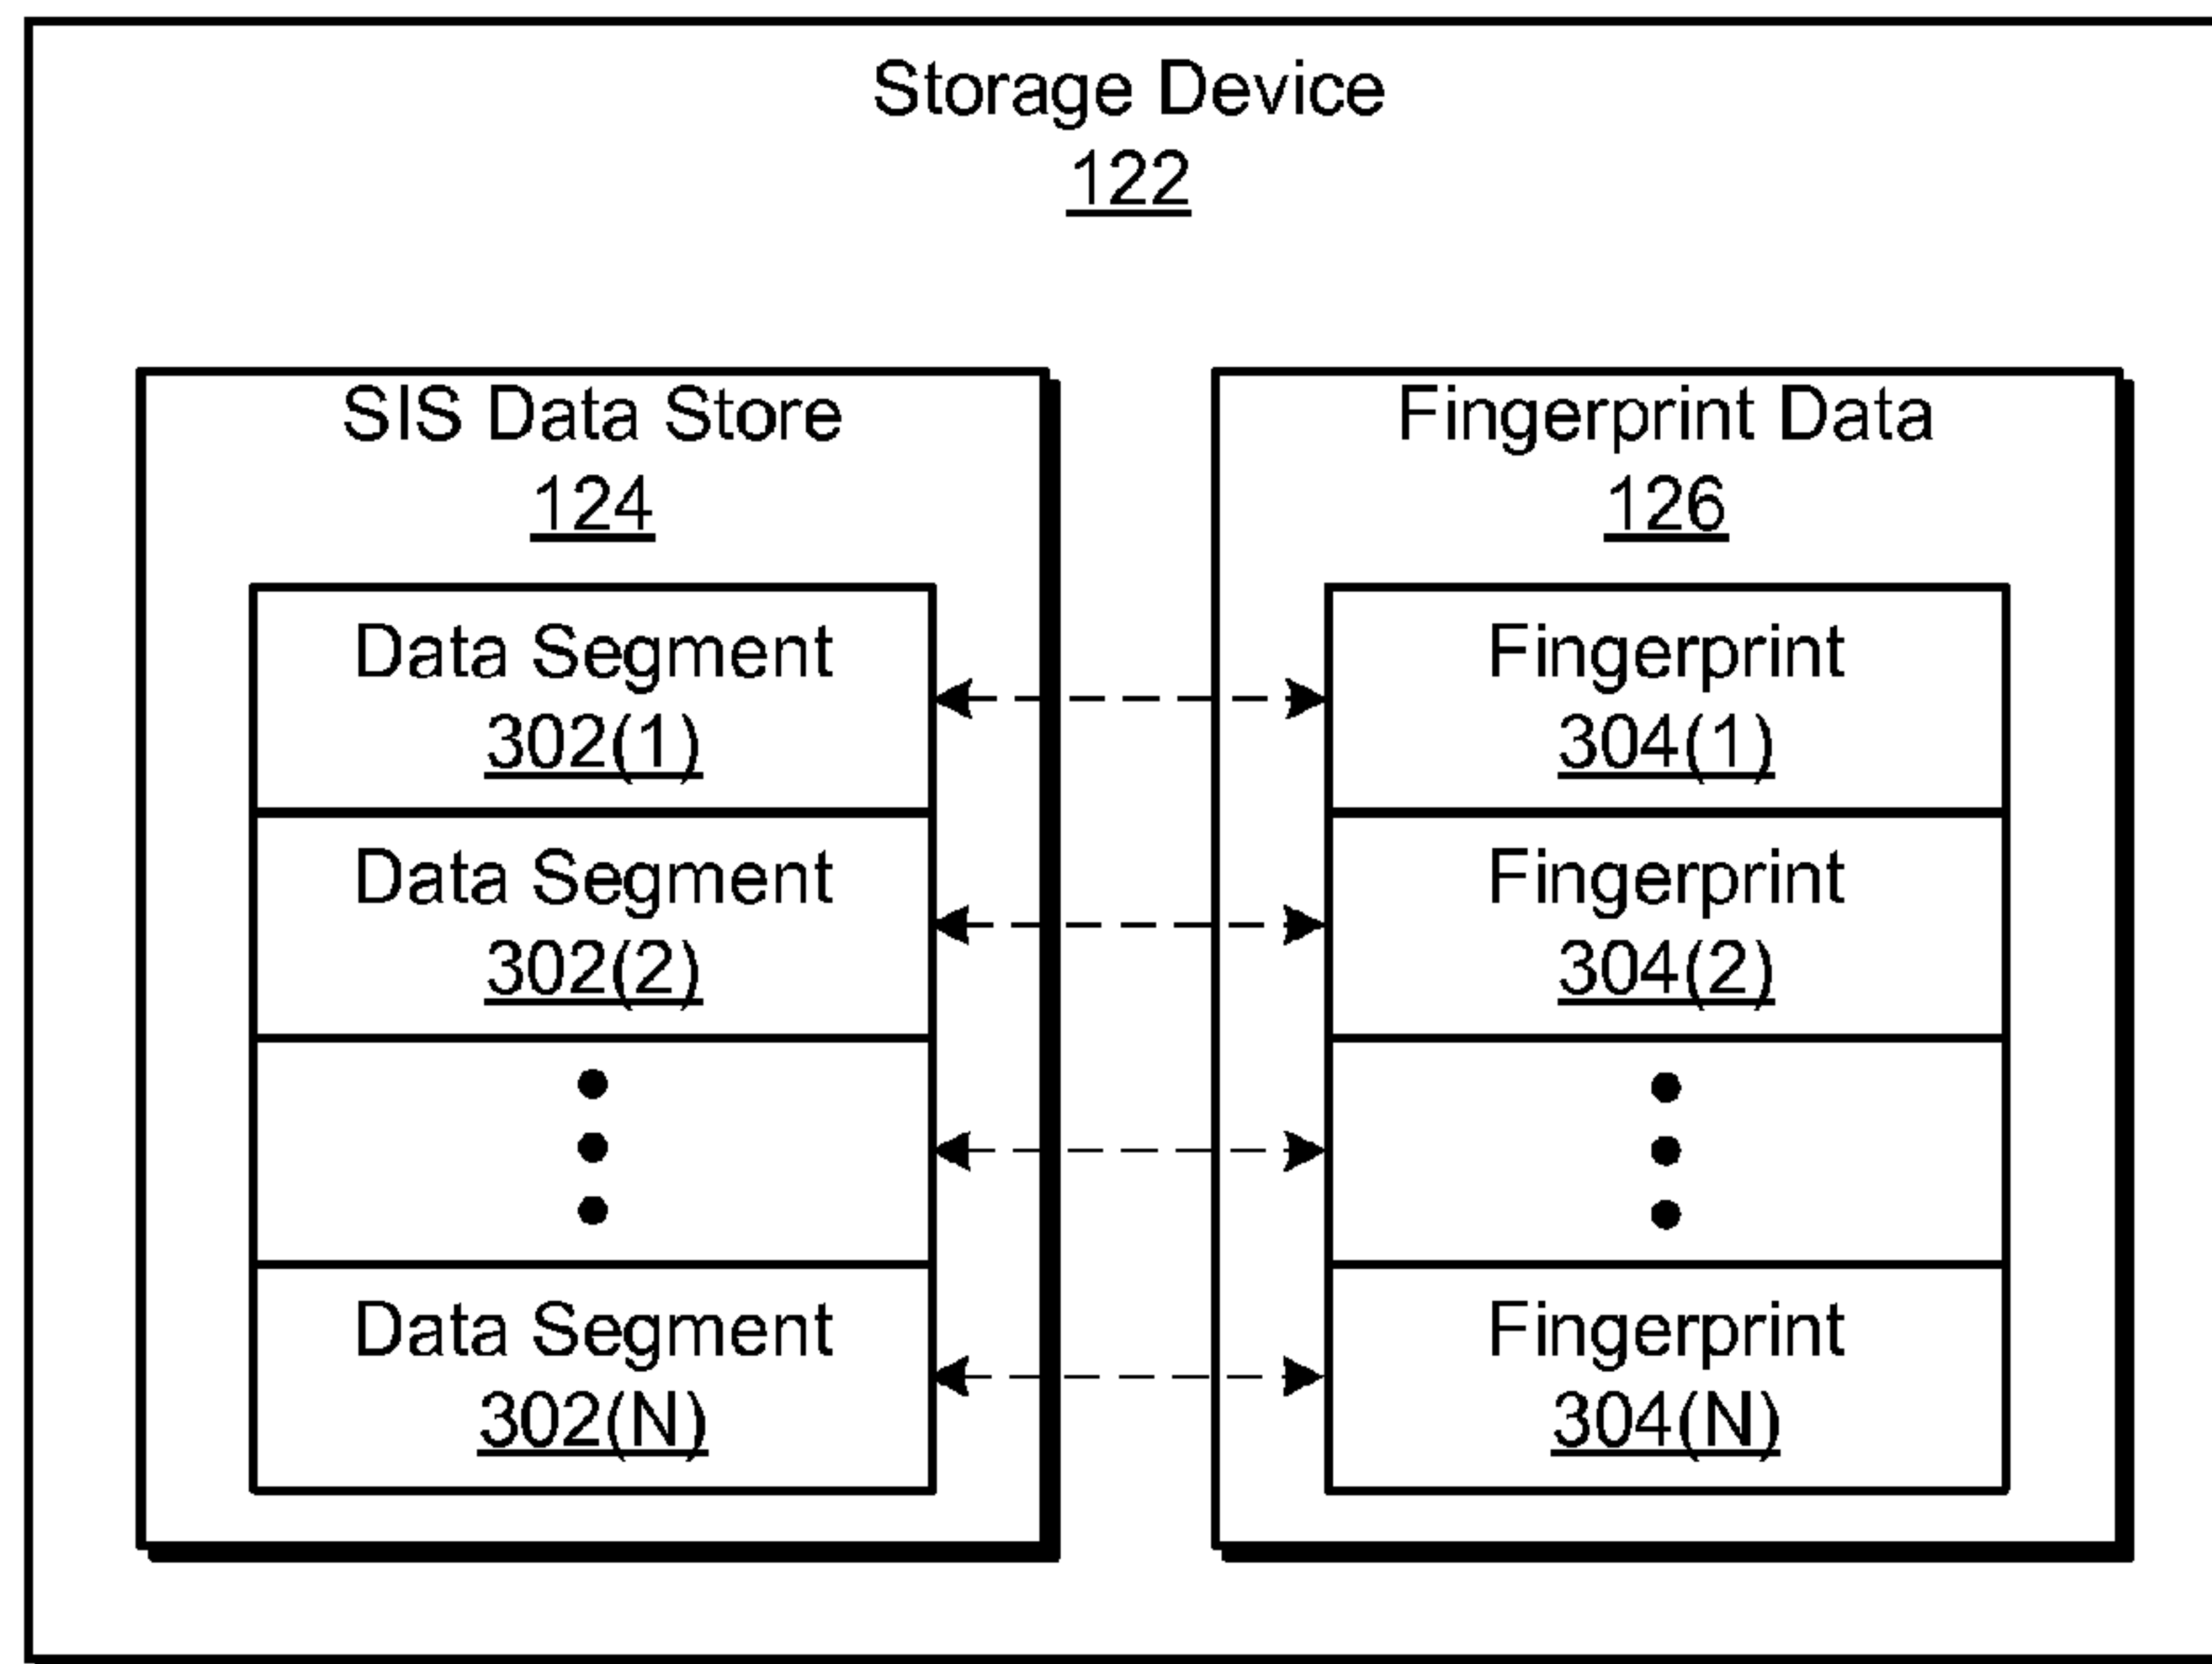 Storage Device
122
SIS Data Store
124
Data Segment
302(1)
Data Segment
302(2)
Data Segment
302(N)
Fingerprint Data
126
Fingerprint
304(1)
Fingerprint
304(2)
Fingerprint
304(N)